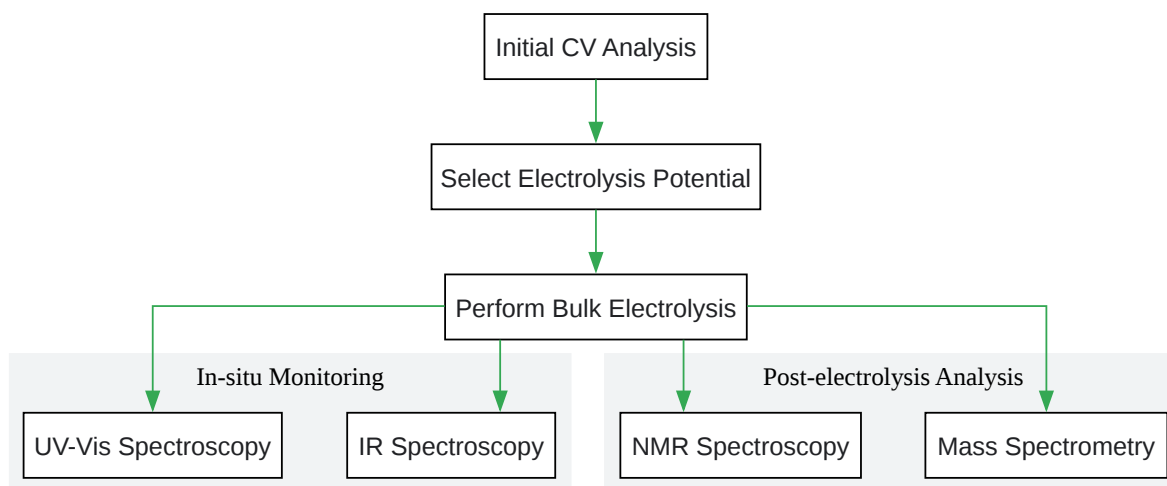 Initial CV Analysis
Select Electrolysis Potential
Perform Bulk Electrolysis
In-situ Monitoring
Post-electrolysis Analysis
UV-Vis Spectroscopy
IR Spectroscopy
NMR Spectroscopy
Mass Spectrometry